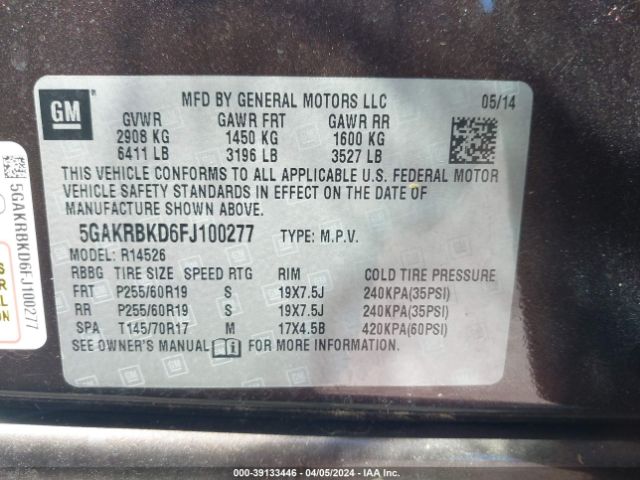 GM
MFD BY GENERAL MOTORS LLC 05/14
GVWR GAWR FRT GAWR RR
2908 KG 1450 KG 1600 KG
6411 LB 3196 LB 3527 LB
THIS VEHICLE CONFORMS TO ALL APPLICABLE U.S. FEDERAL MOTOR
VEHICLE SAFETY STANDARDS IN EFFECT ON THE DATE OF
MANUFACTURE SHOWN ABOVE.
5GAKRBKD6FJ100277 TYPE: M.P.V.
MODEL: R14526
RBBG TIRE SIZE SPEED RTG RIM COLD TIRE PRESSURE
FRT P255/60R19 S 19X7.5J 240KPA(35PSI)
RR P255/60R19 S 19X7.5J 240KPA(35PSI)
SPA T145/70R17 M 17X4.5B 420KPA(60PSI)
SEE OWNER'S MANUAL FOR MORE INFORMATION
5GAKRBKD6FJ100277
000-39133446 - 04/05/2024 - IAA Inc.